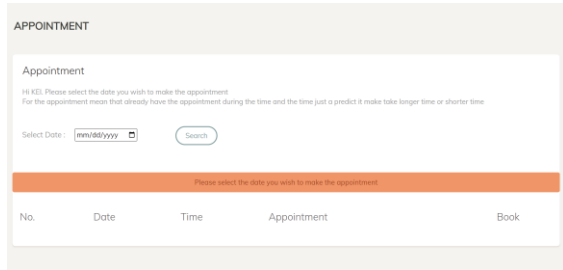 APPOINTMENT
Appointment
Hi KEI, Please select the date you wish to make the appointment
For the appointment mean that already have the appointment during the time and the time just a predict it make take longer time or shorter time
Select Date : mm/dd/yyyy Search
Please select the date you wish to make the appointment
No. Date Time Appointment Book